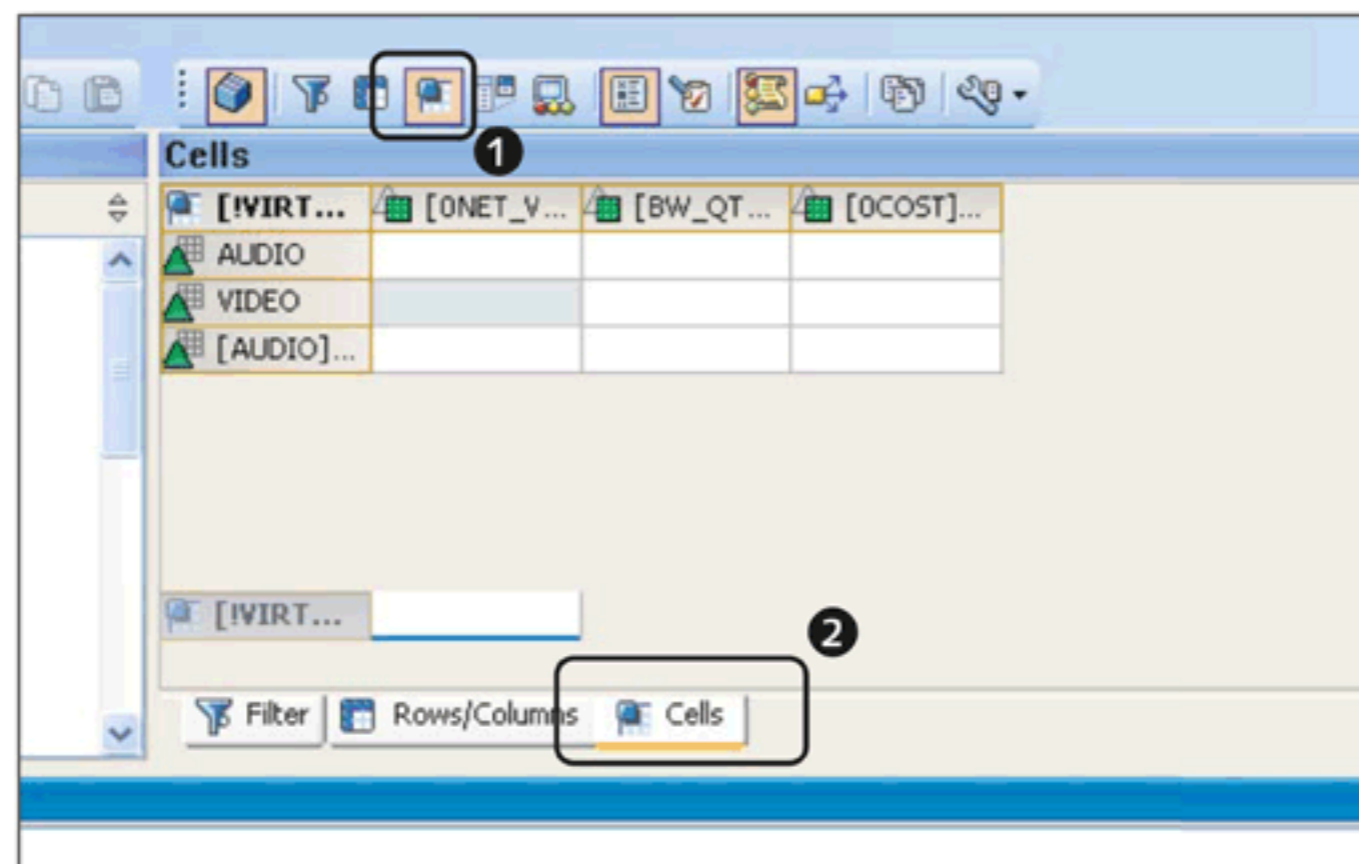 1
Cells
[!VIRT... [0NET_V... [BW_QT... [0COST]...
AUDIO
VIDEO
[AUDIO]...
[!VIRT...
2
Filter Rows/Columns Cells